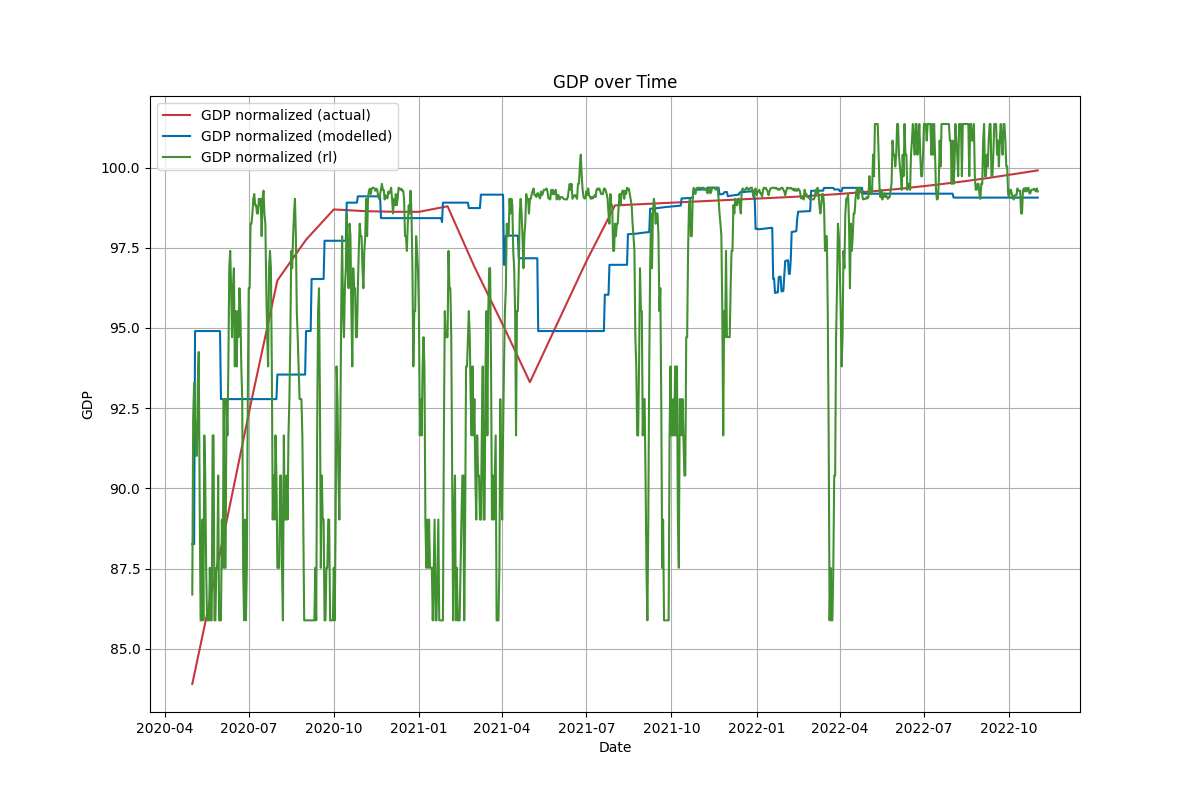 GDP over Time
GDP normalized (actual)
GDP normalized (modelled)
GDP normalized (rl)
100.0
97.5
95.0
92.5
90.0
87.5
85.0
GDP
2020-04 2020-07 2020-10 2021-01 2021-04 2021-07 2021-10 2022-01 2022-04 2022-07 2022-10
Date